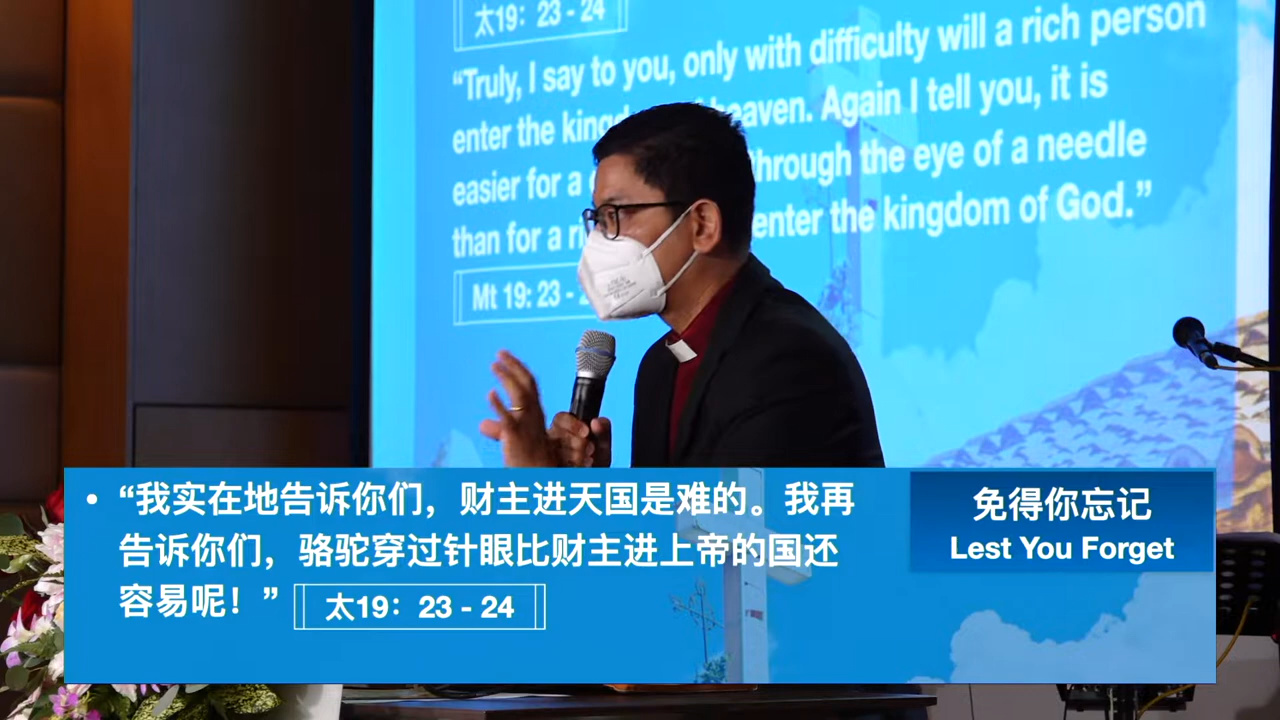 太19：23 - 24
“Truly, I say to you, only with difficulty will a rich person
enter the heaven. Again I tell you, it is
easier for a through the eye of a needle
than for a enter the kingdom of God.”
Mt 19: 23 -
• “我实在地告诉你们，财主进天国是难的。我再
告诉你们，骆驼穿过针眼比财主进上帝的国还
容易呢！” 太19：23 - 24
免得你忘记
Lest You Forget